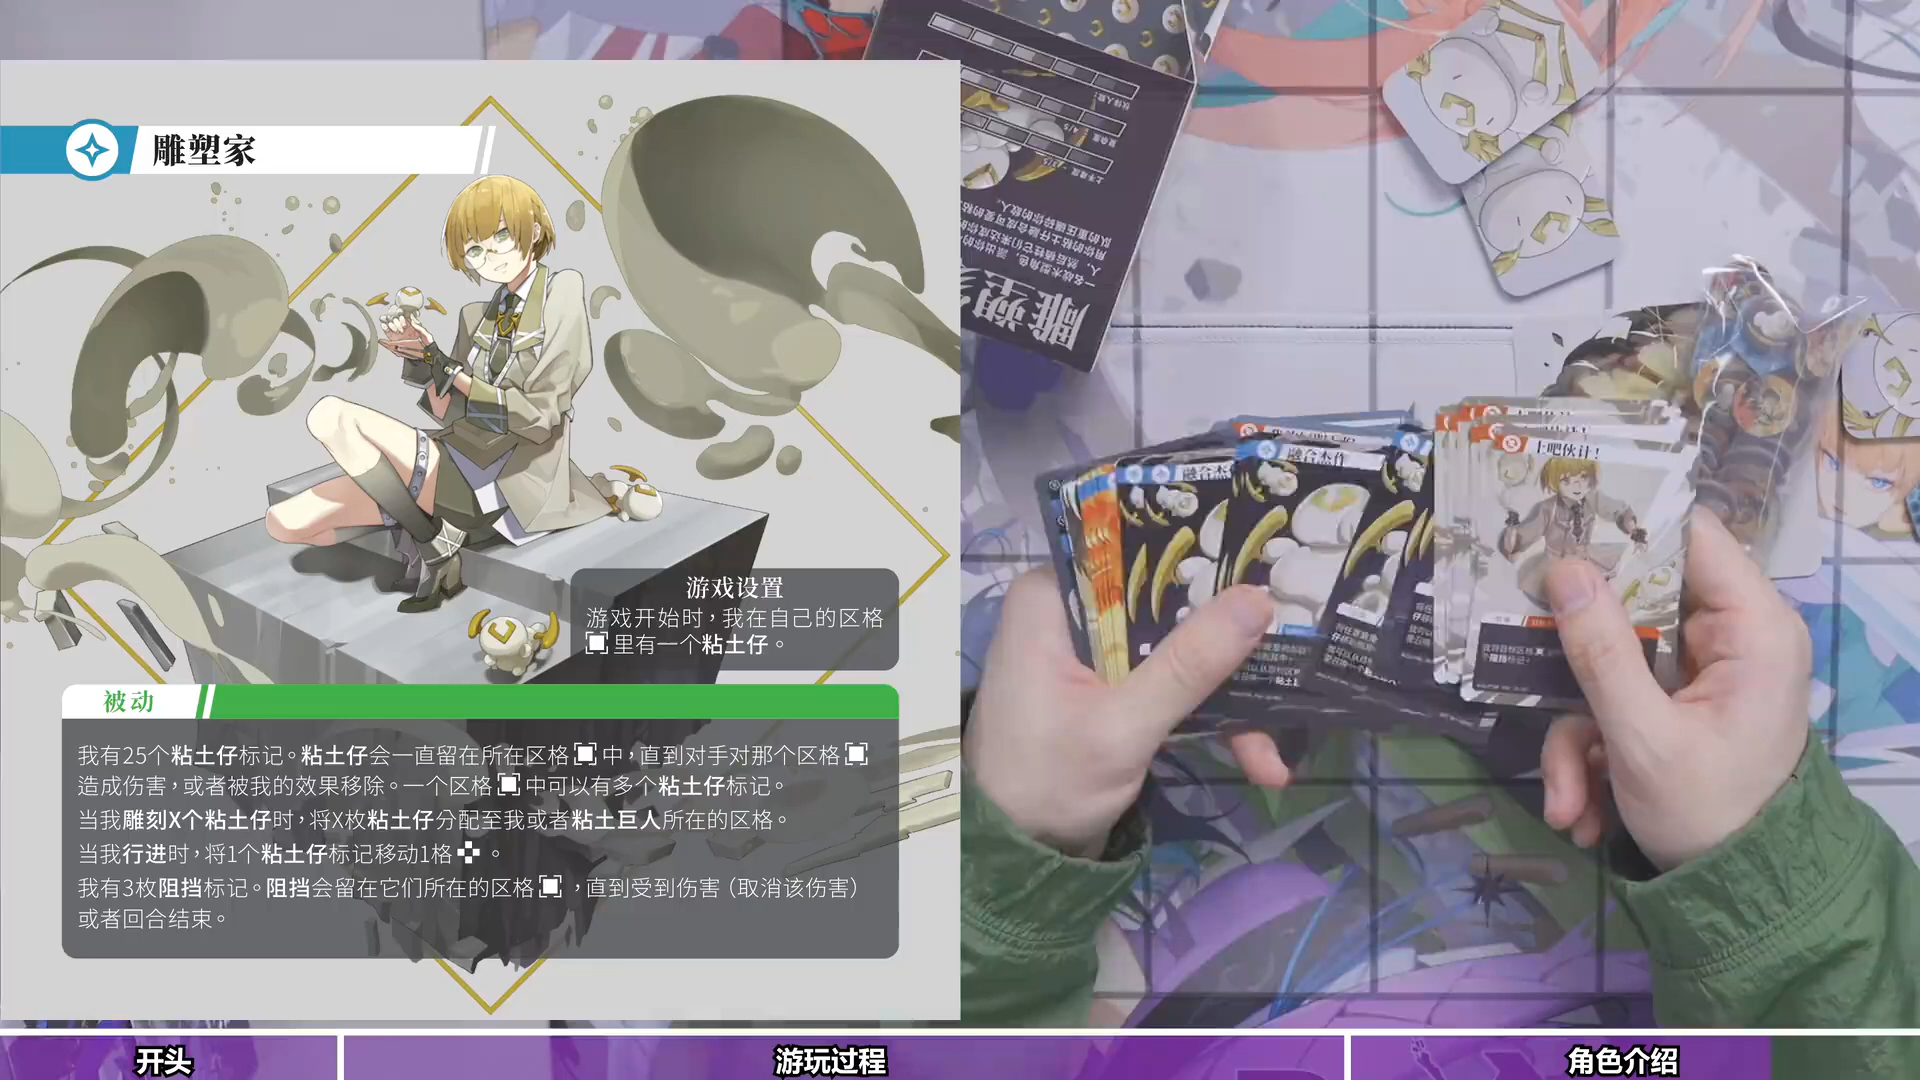 雕塑家
游戏设置
游戏开始时，我在自己的区格
里有一个粘土仔。
被动
我有25个粘土仔标记。粘土仔会一直留在所在区格中，直到对手对那个区格
造成伤害，或者被我的效果移除。一个区格中可以有多个粘土仔标记。
当我雕刻X个粘土仔时，将X枚粘土仔分配至我或者粘土巨人所在的区格。
当我行进时，将1个粘土仔标记移动1格。
我有3枚阻挡标记。阻挡会留在它们所在的区格，直到受到伤害（取消该伤害）
或者回合结束。
雕塑
融合杰
融合杰作
上吧伙计！
开头
游玩过程
角色介绍